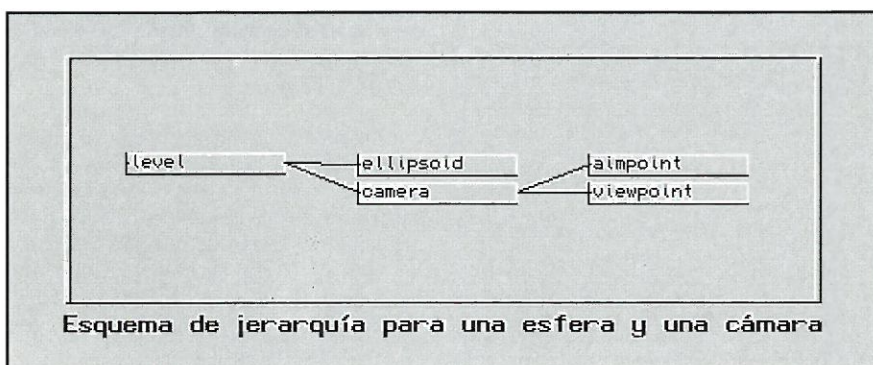 level
ellipsoid
aimpoint
camera
viewpoint
Esquema de jerarquía para una esfera y una cámara